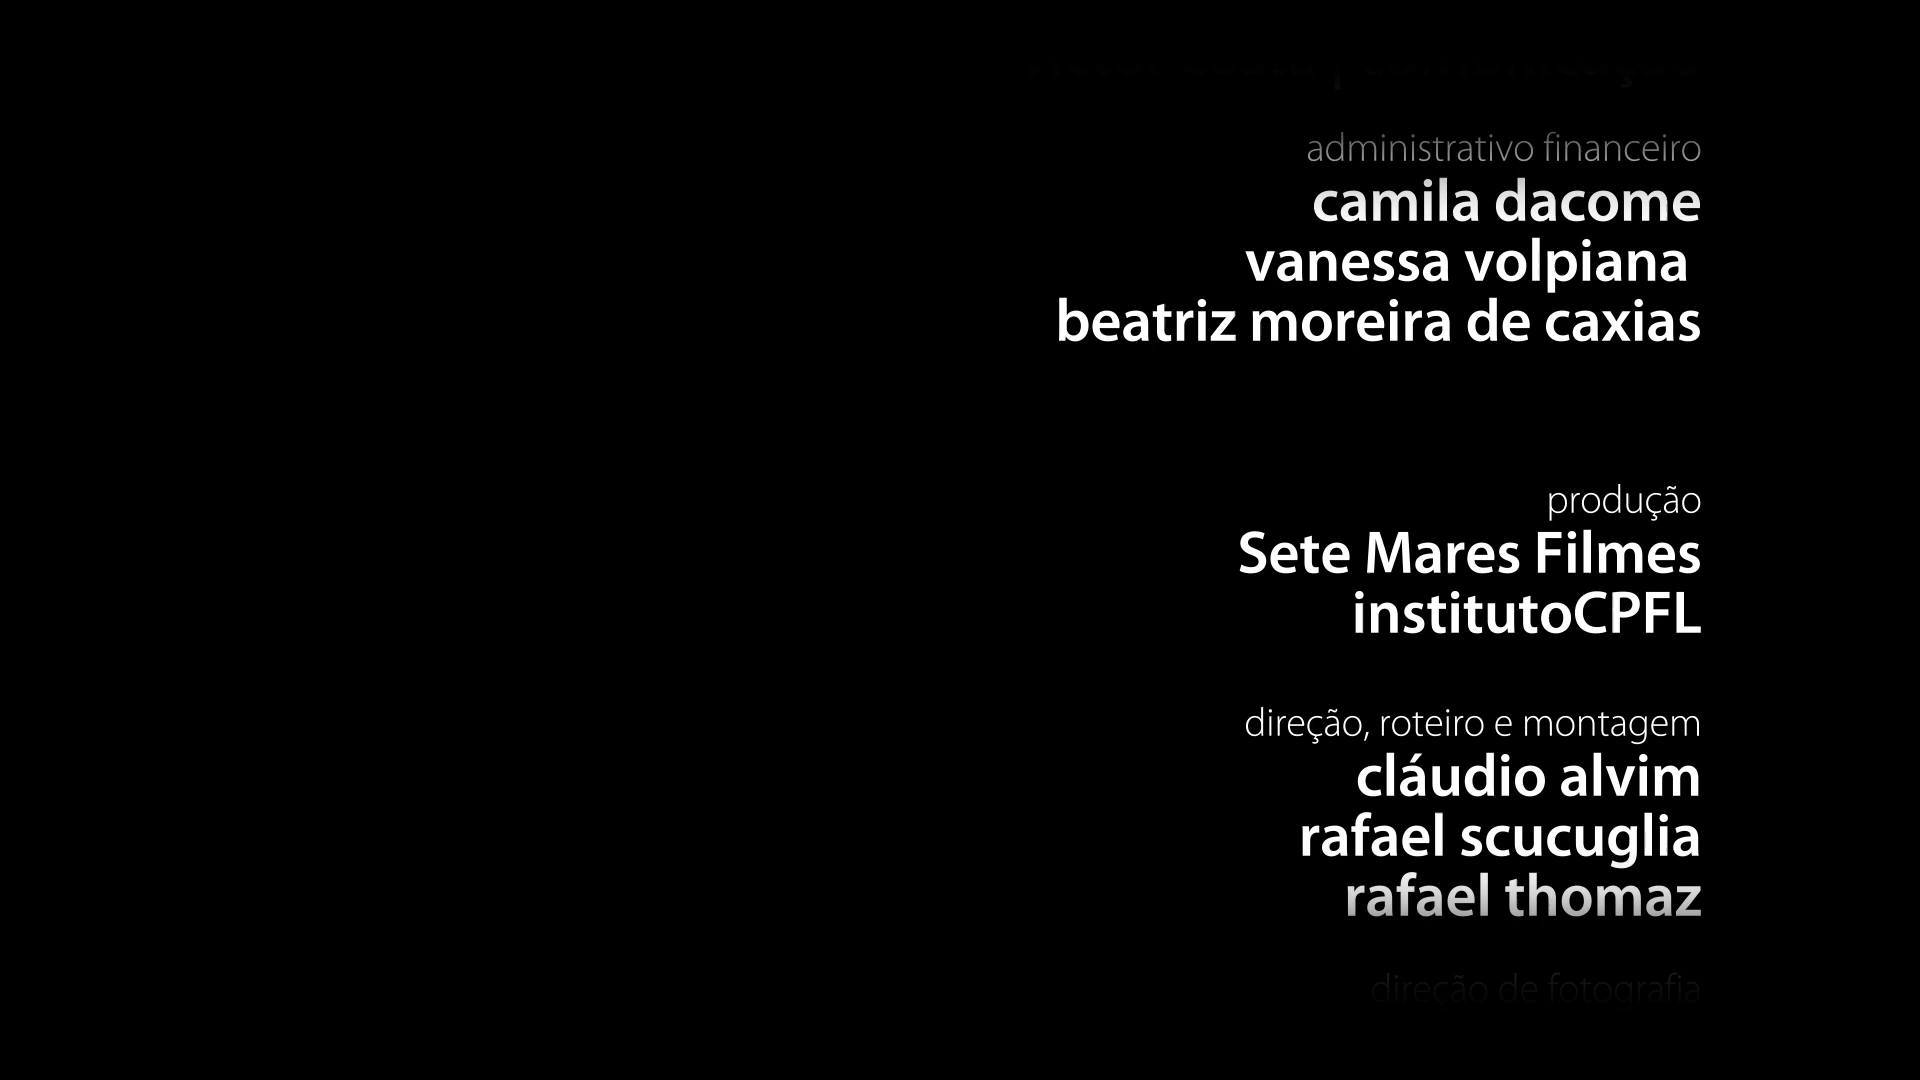 administrativo financeiro
camila dacome
vanessa volpiana
beatriz moreira de caxias
produção
Sete Mares Filmes
institutoCPFL
direção, roteiro e montagem
cláudio alvim
rafael scucuglia
rafael thomaz
direção de fotografia